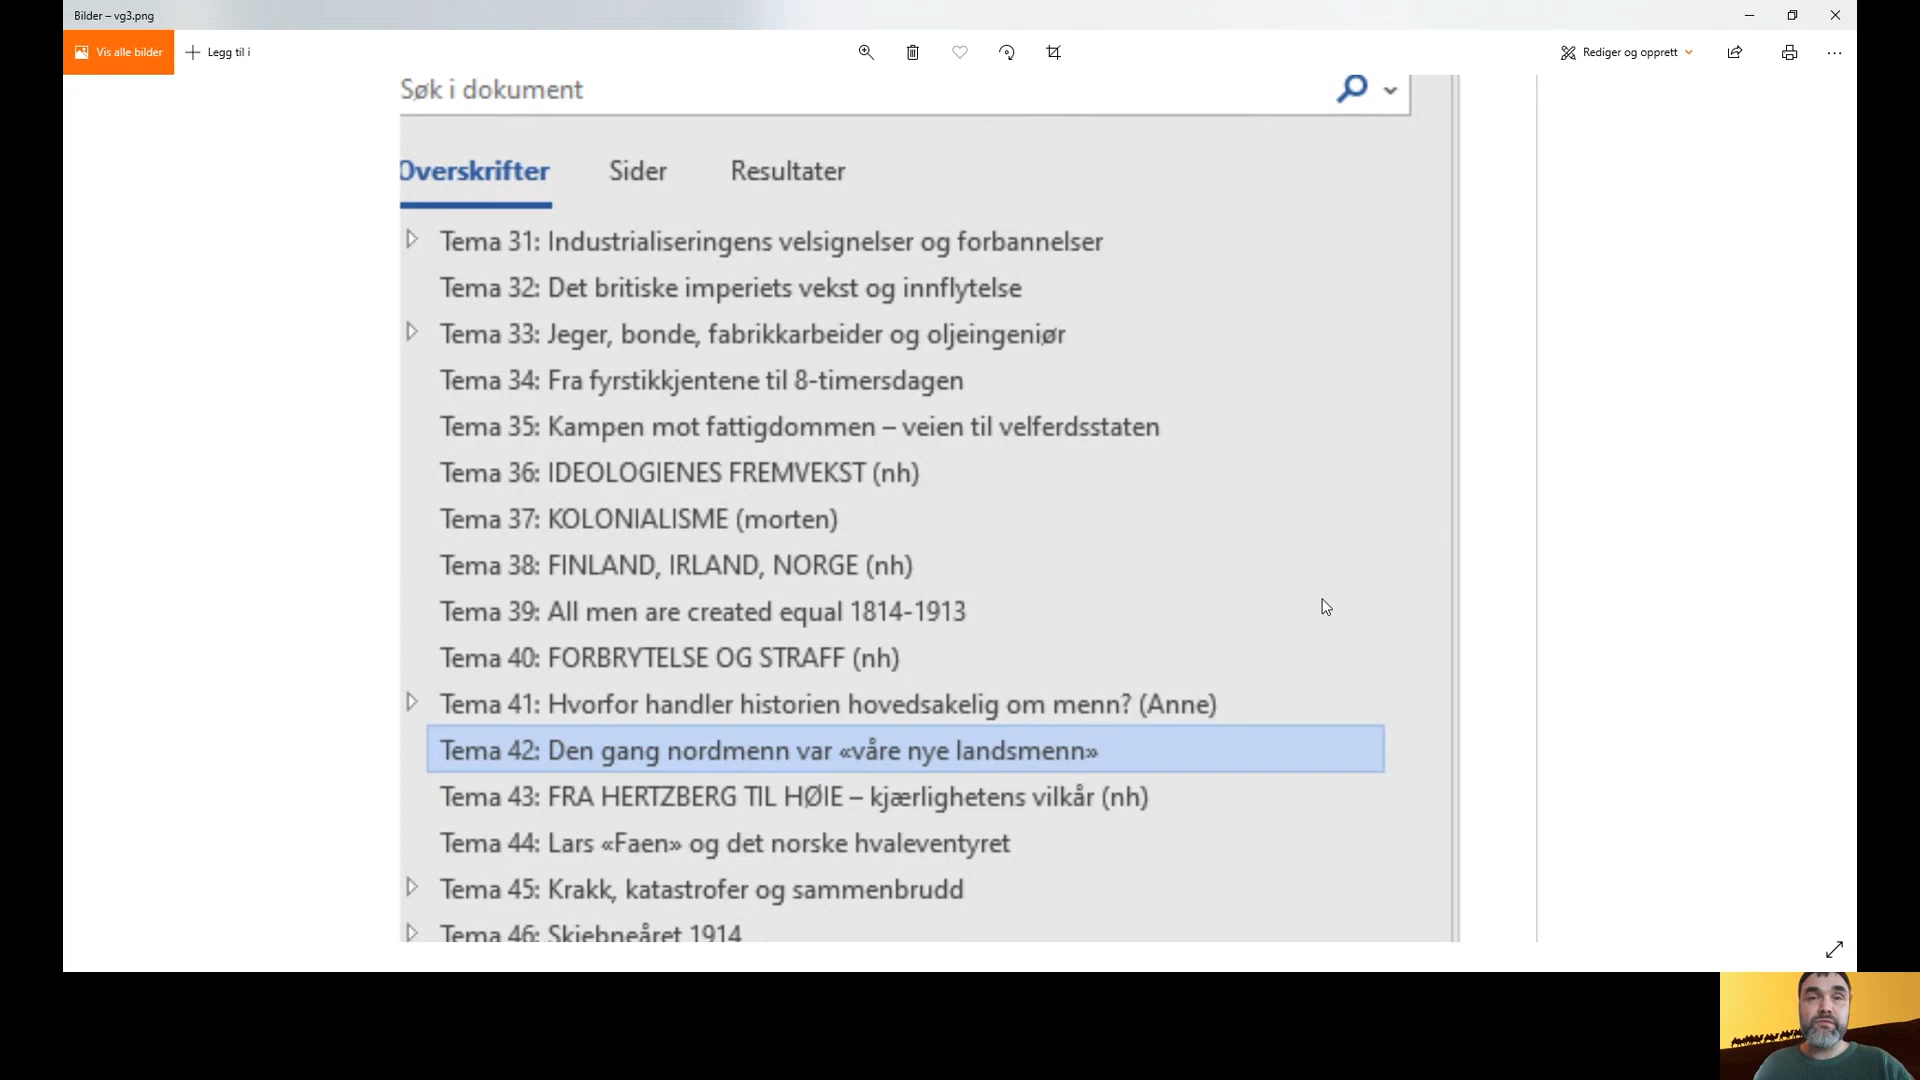 Bilder – vg3.png
Vis alle bilder
Legg til i
Rediger og opprett
Søk i dokument
Overskrifter Sider Resultater
Tema 31: Industrialiseringens velsignelser og forbannelser
Tema 32: Det britiske imperiets vekst og innflytelse
Tema 33: Jeger, bonde, fabrikkarbeider og oljeingeniør
Tema 34: Fra fyrstikkjentene til 8-timersdagen
Tema 35: Kampen mot fattigdommen – veien til velferdsstaten
Tema 36: IDEOLOGIENES FREMVEKST (nh)
Tema 37: KOLONIALISME (morten)
Tema 38: FINLAND, IRLAND, NORGE (nh)
Tema 39: All men are created equal 1814-1913
Tema 40: FORBRYTELSE OG STRAFF (nh)
Tema 41: Hvorfor handler historien hovedsakelig om menn? (Anne)
Tema 42: Den gang nordmenn var «våre nye landsmenn»
Tema 43: FRA HERTZBERG TIL HØIE – kjærlighetens vilkår (nh)
Tema 44: Lars «Faen» og det norske hvaleventyret
Tema 45: Krakk, katastrofer og sammenbrudd
Tema 46: Skjebneåret 1914